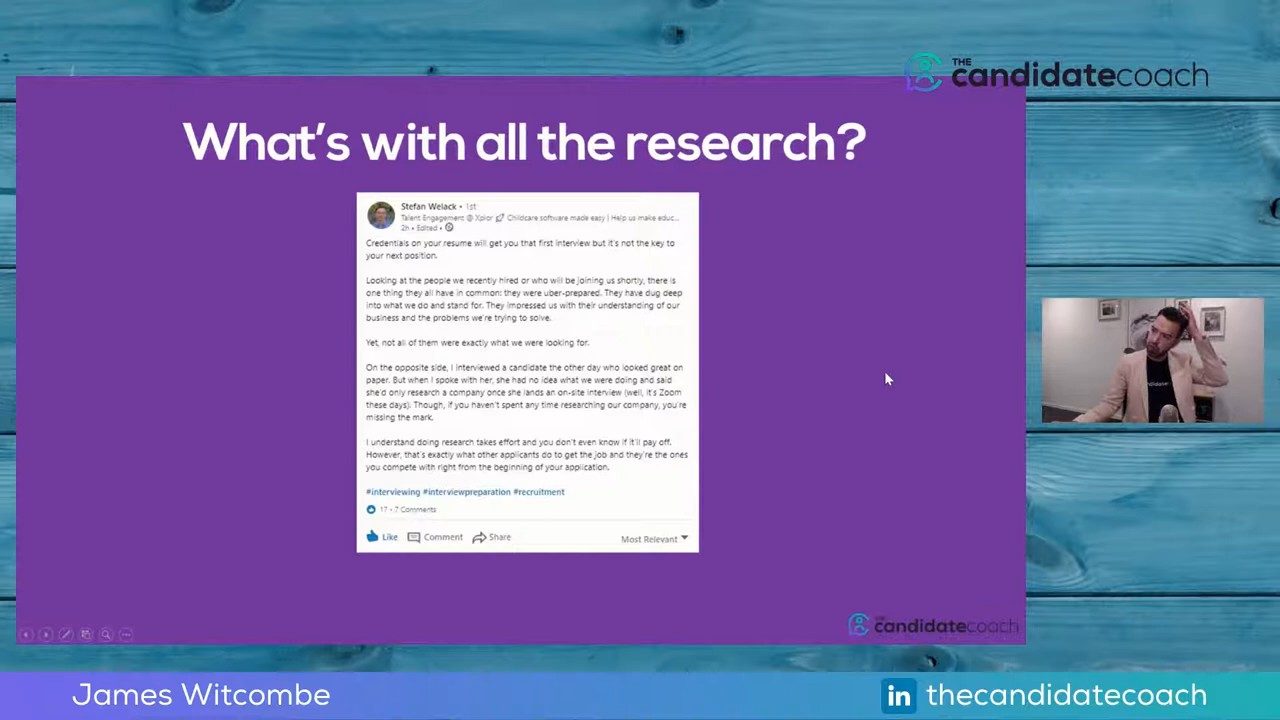 THE
candidatecoach
What's with all the research?
Stefan Welack • 1st
Talent Engagement @ Xplor 🚀 Childcare software made easy | Help us make educ...
2h • Edited •
Credentials on your resume will get you that first interview but it's not the key to
your next position.
Looking at the people we recently hired or who will be joining us shortly, there is
one thing they all have in common: they were uber-prepared. They have dug deep
into what we do and stand for. They impressed us with their understanding of our
business and the problems we're trying to solve.
Yet, not all of them were exactly what we were looking for.
On the opposite side, I interviewed a candidate the other day who looked great on
paper. But when I spoke with her, she had no idea what we were doing and said
she'd only research a company once she lands an on-site interview (well, it's Zoom
these days). Though, if you haven't spent any time researching our company, you're
missing the mark.
I understand doing research takes effort and you don't even know if it'll pay off.
However, that's exactly what other applicants do to get the job and they're the ones
you compete with right from the beginning of your application.
#interviewing #interviewpreparation #recruitment
17 • 7 Comments
Like Comment Share Most Relevant
THE
candidatecoach
James Witcombe
in thecandidatecoach